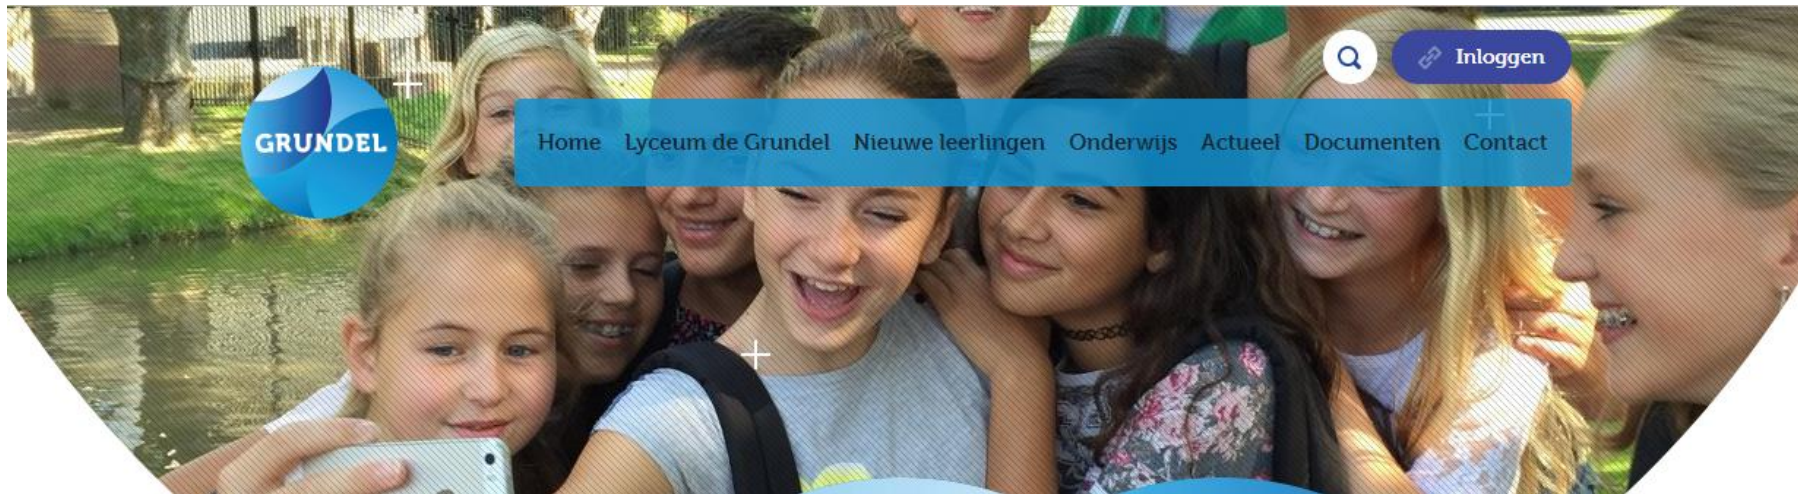 Inloggen
GRUNDEL
Home Lyceum de Grundel Nieuwe leerlingen Onderwijs Actueel Documenten Contact